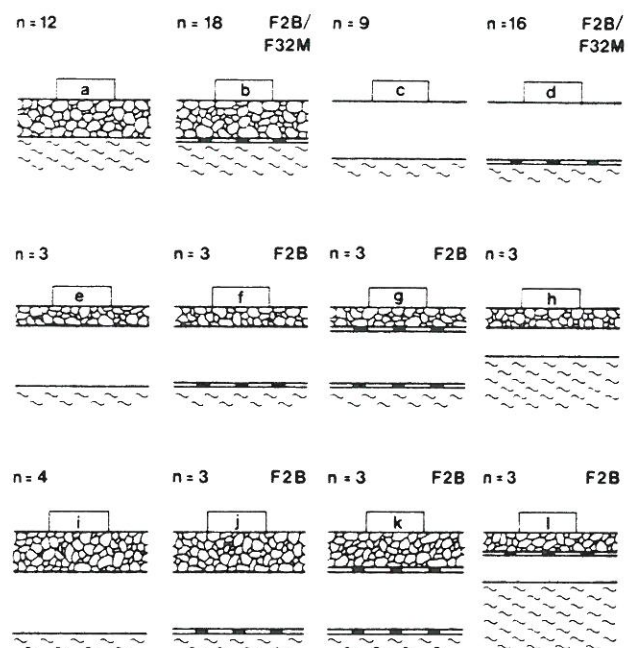 n = 12 n = 18 F2B/ n = 9 n = 16 F2B/
F32M F32M
a b c d
n = 3 n = 3 F2B n = 3 F2B n = 3
e f g h
n = 4 n = 3 F2B n = 3 F2B n = 3 F2B
i j k l